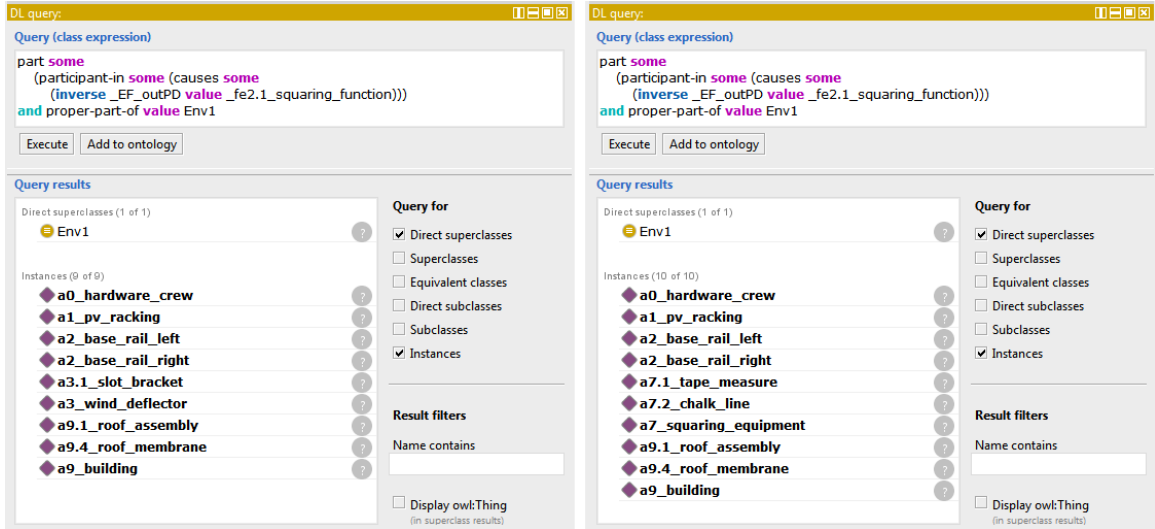 DL query:
Query (class expression)
part some
(participant-in some (causes some
(inverse _EF_outPD value _fe2.1_squaring_function)))
and proper-part-of value Env1
Execute
Add to ontology
Query results
Direct superclasses (1 of 1)
Env1
?
Instances (9 of 9)
a0_hardware_crew
?
a1_pv_racking
?
a2_base_rail_left
?
a2_base_rail_right
?
a3.1_slot_bracket
?
a3_wind_deflector
?
a9.1_roof_assembly
?
a9.4_roof_membrane
?
a9_building
?
Query for
Direct superclasses
Superclasses
Equivalent classes
Direct subclasses
Subclasses
Instances
Result filters
Name contains
Display owl:Thing
(in superclass results)
DL query:
Query (class expression)
part some
(participant-in some (causes some
(inverse _EF_outPD value _fe2.1_squaring_function)))
and proper-part-of value Env1
Execute
Add to ontology
Query results
Direct superclasses (1 of 1)
Env1
?
Instances (10 of 10)
a0_hardware_crew
?
a1_pv_racking
?
a2_base_rail_left
?
a2_base_rail_right
?
a7.1_tape_measure
?
a7.2_chalk_line
?
a7_squaring_equipment
?
a9.1_roof_assembly
?
a9.4_roof_membrane
?
a9_building
?
Query for
Direct superclasses
Superclasses
Equivalent classes
Direct subclasses
Subclasses
Instances
Result filters
Name contains
Display owl:Thing
(in superclass results)